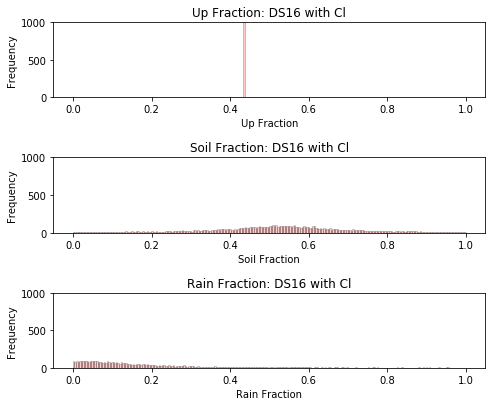 Up Fraction: DS16 with Cl
1000
500
0
Frequency
0.0 0.2 0.4 0.6 0.8 1.0
Up Fraction
Soil Fraction: DS16 with Cl
1000
500
0
Frequency
0.0 0.2 0.4 0.6 0.8 1.0
Soil Fraction
Rain Fraction: DS16 with Cl
1000
500
0
Frequency
0.0 0.2 0.4 0.6 0.8 1.0
Rain Fraction